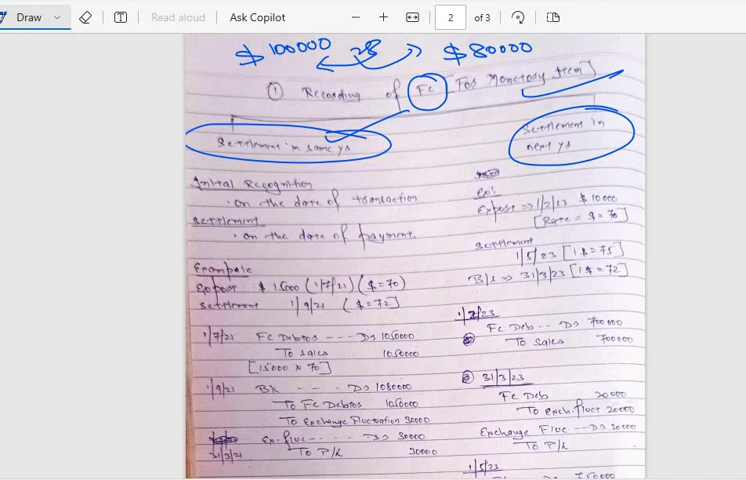 Draw
Read aloud
Ask Copilot
2
of 3
$100000
$80000
① Recording of Fc [For Monetary Item]
Settlement in same yr
Settlement in
next yr
Initial Recognition
. on the date of transaction
Settlement
. on the date of payment.
Example
Export $ 15000 (1/7/21) ($=70)
Settlement 1/9/21 ($=72]
1/7/21 Fc Debtors --- Dr 1050000
To sales 1050000
[15000 x 70]
1/9/21 Bk - - - Dr 1080000
To Fc Debtors 1050000
To Exchange Fluctuation 30000
Ex. fluc---- Dr 30000
31/3/21 To P/L 30000
Ex:
Export => 1/2/23 $ 10000
[Rate = $ = 70]
Settlement
1/5/23 [1$=75]
B/S => 31/3/23 [1$=72]
1/2/23
Fc Deb -- Dr 700000
To sales 700000
② 31/3/23
Fc Deb 20000
To exch. fluct 20000
Exchange Fluc --Dr 20000
To P/L
1/5/23
750000